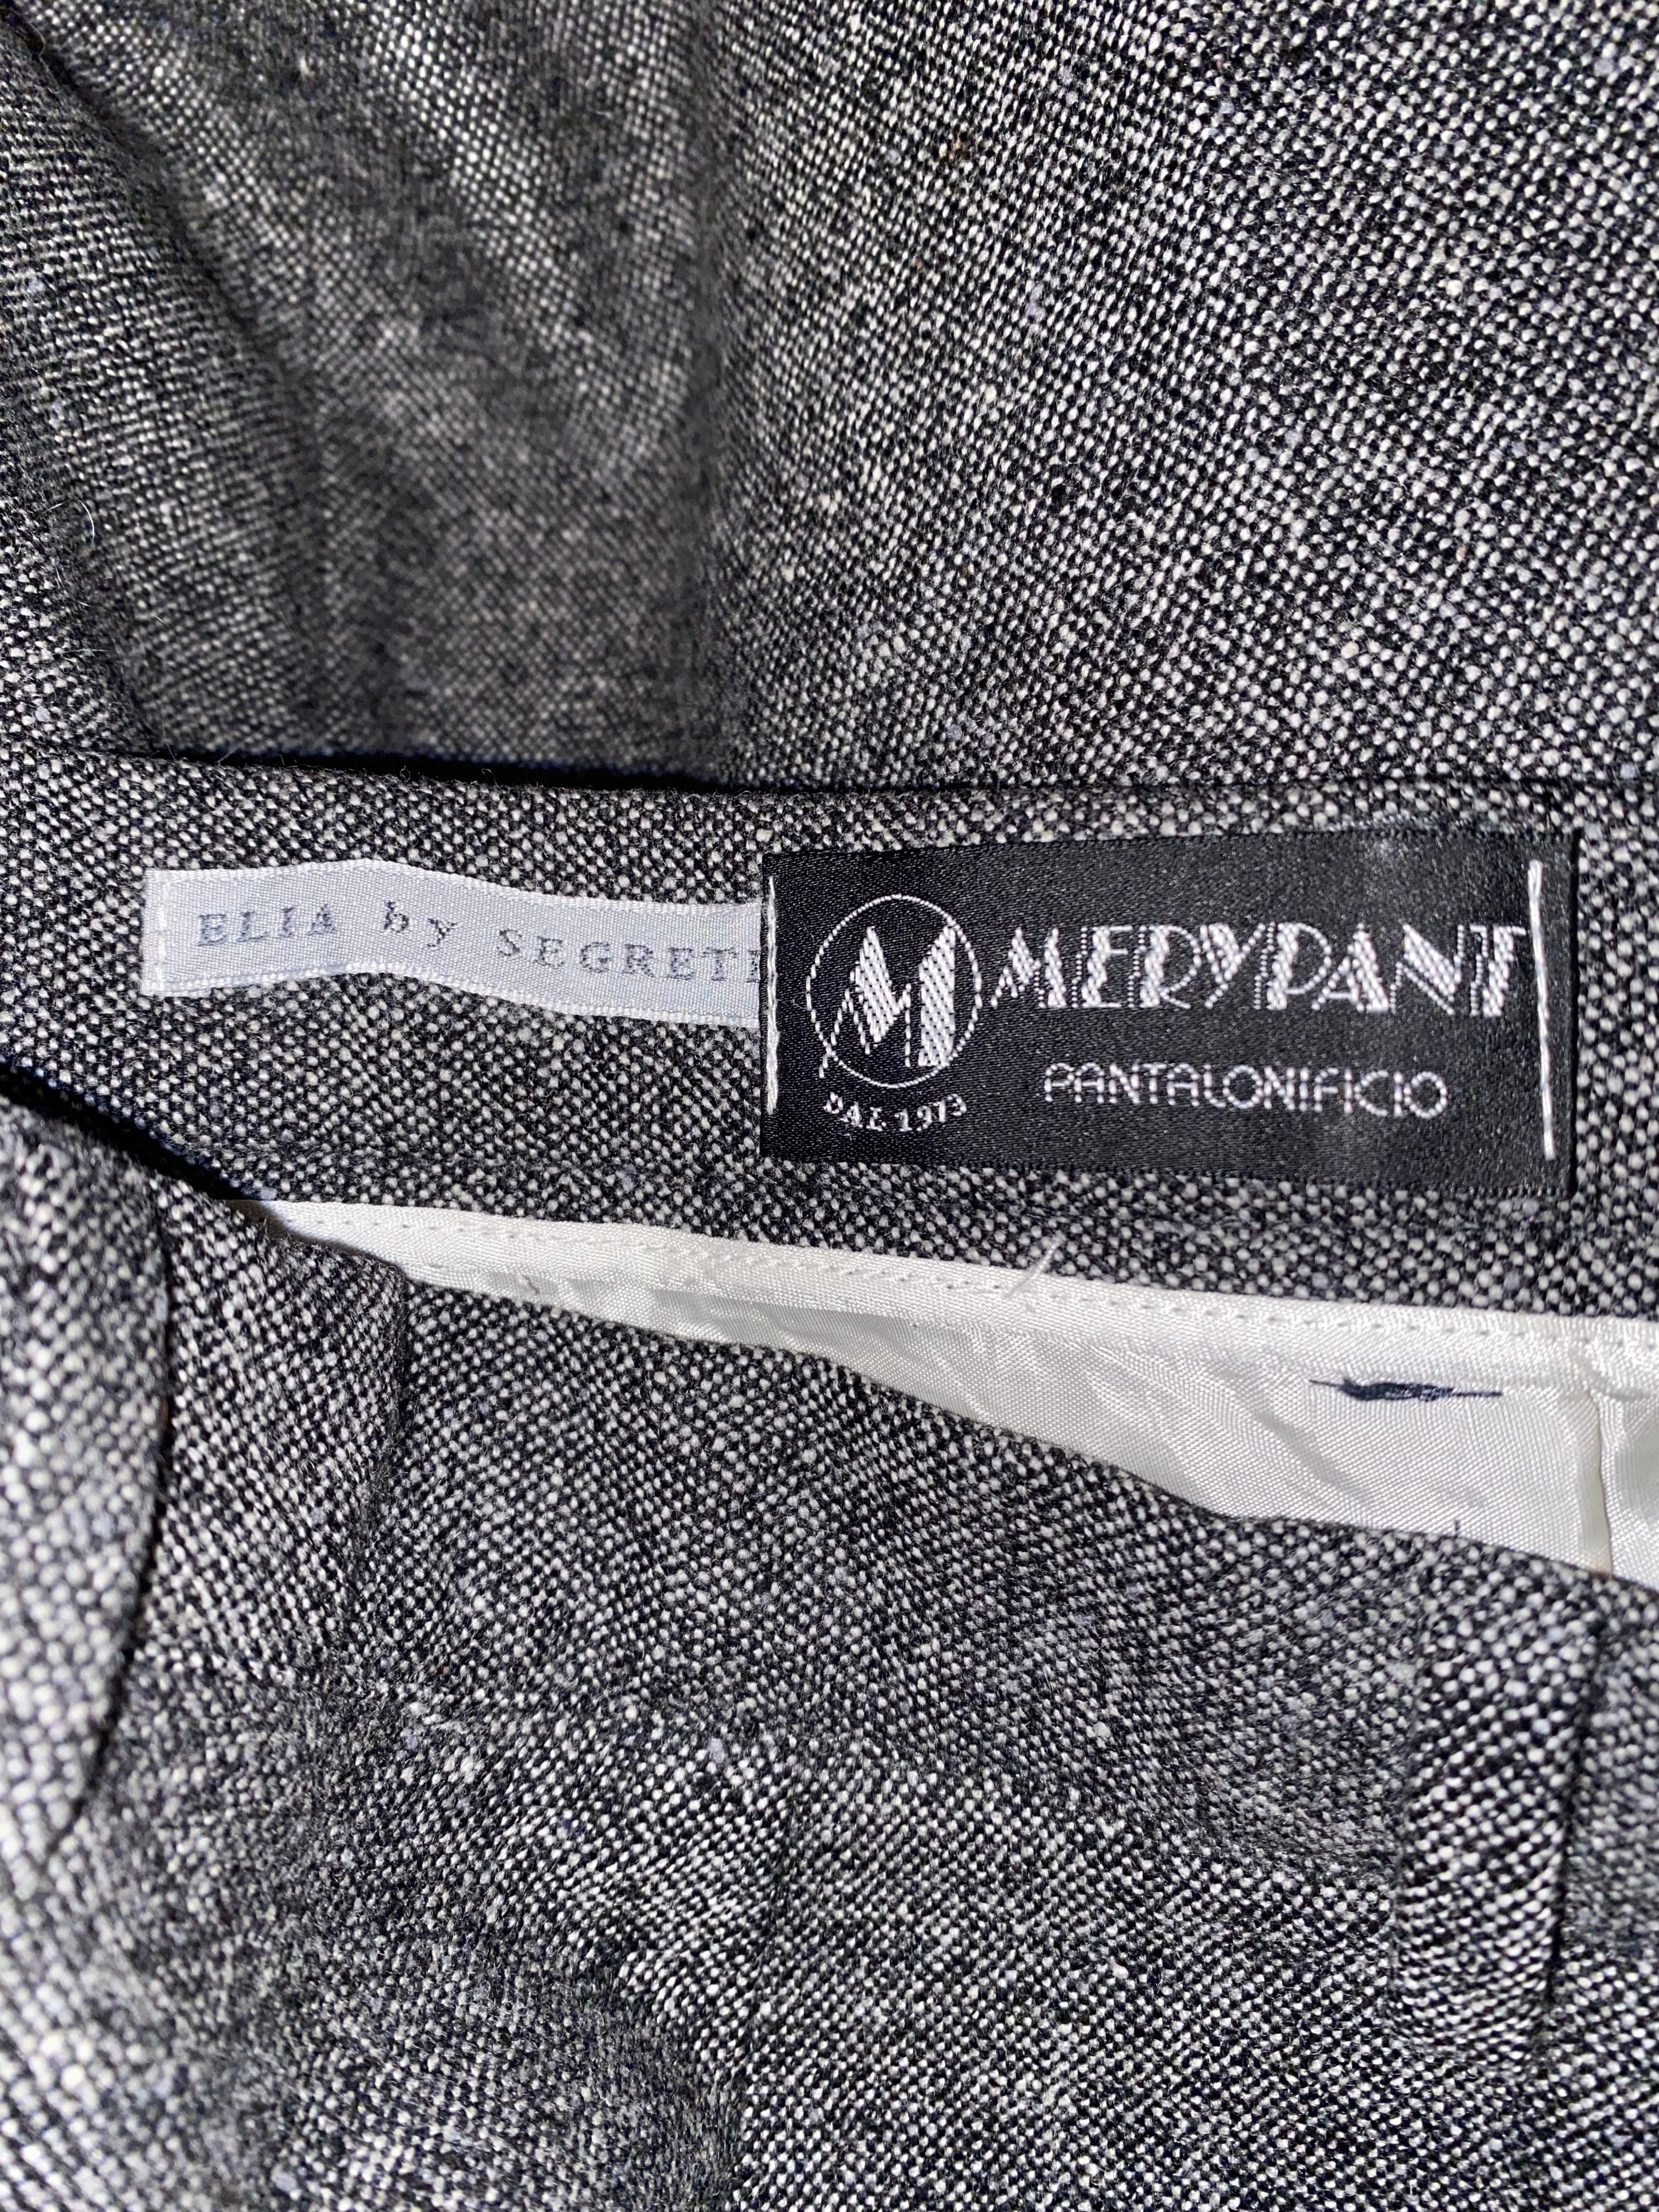 ELIA by SEGRETI
M MERYPANT
PANTALONIFICIO
DAL 1973